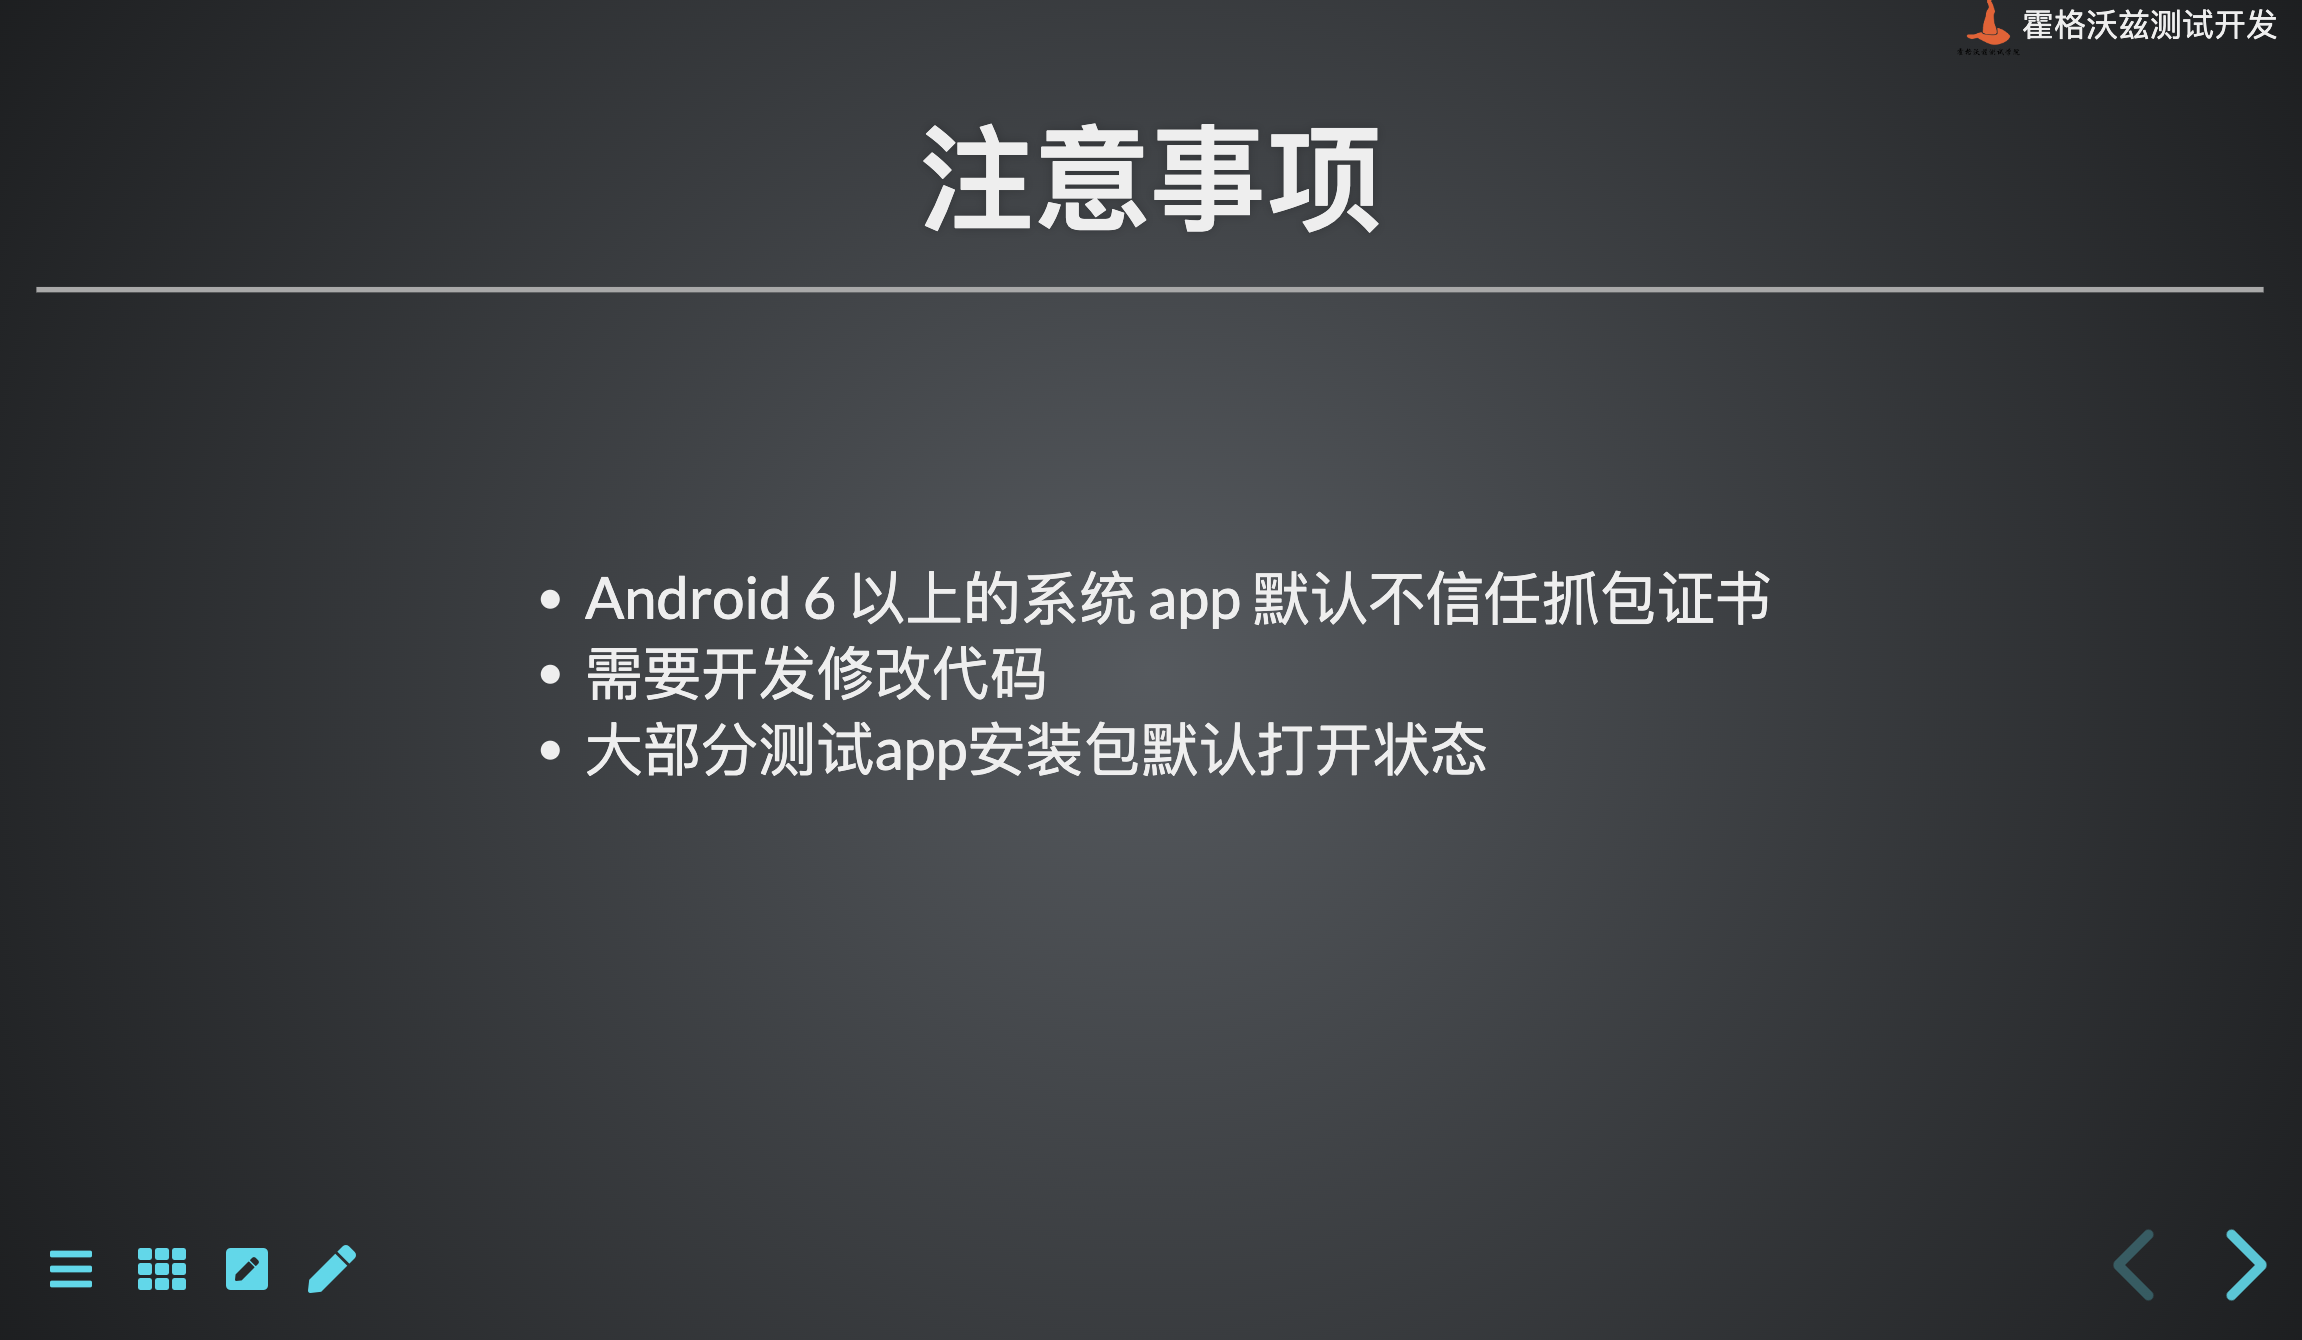 霍格沃兹测试开发
注意事项
Android 6 以上的系统 app 默认不信任抓包证书
需要开发修改代码
大部分测试app安装包默认打开状态